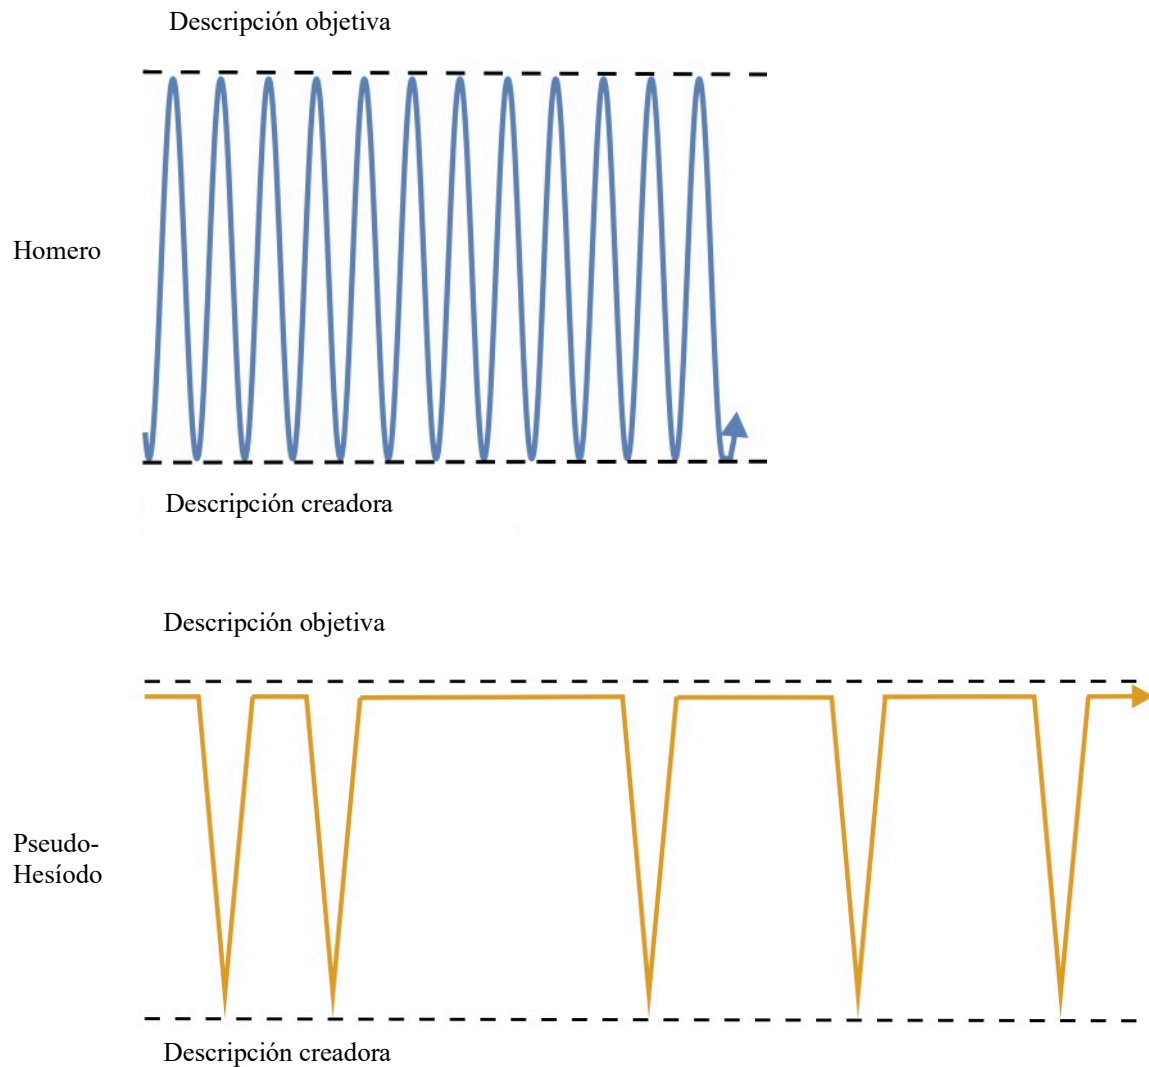 Descripción objetiva
Homero
Descripción creadora
Descripción objetiva
Pseudo-
Hesíodo
Descripción creadora